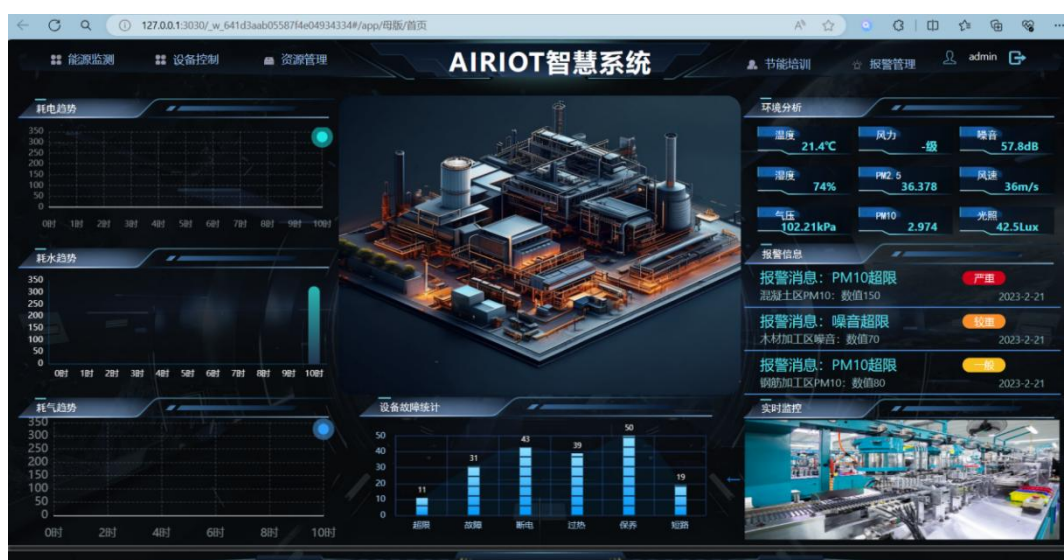 127.0.0.1:3030/_w_641d3aab05587f4e04934334#/app/母版/首页
能源监测 设备控制 资源管理 AIRIOT智慧系统 节能培训 报警管理 admin
耗电趋势
350
300
250
200
150
100
50
0
0时 1时 2时 3时 4时 5时 6时 7时 8时 9时 10时
耗水趋势
350
300
250
200
150
100
50
0
0时 1时 2时 3时 4时 5时 6时 7时 8时 9时 10时
耗气趋势
350
300
250
200
150
100
50
0
0时 2时 4时 6时 8时 10时
设备故障统计
50
40
30
20
10
0
11 31 43 39 50 19
超限 故障 断电 过热 保养 短路
环境分析
温度 风力 噪音
21.4℃ -级 57.8dB
湿度 PM2.5 风速
74% 36.378 36m/s
气压 PM10 光照
102.21kPa 2.974 42.5Lux
报警信息
报警消息：PM10超限 严重
混凝土区PM10：数值150 2023-2-21
报警消息：噪音超限 较重
木材加工区噪音：数值70 2023-2-21
报警消息：PM10超限 一般
钢筋加工区PM10：数值80 2023-2-21
实时监控